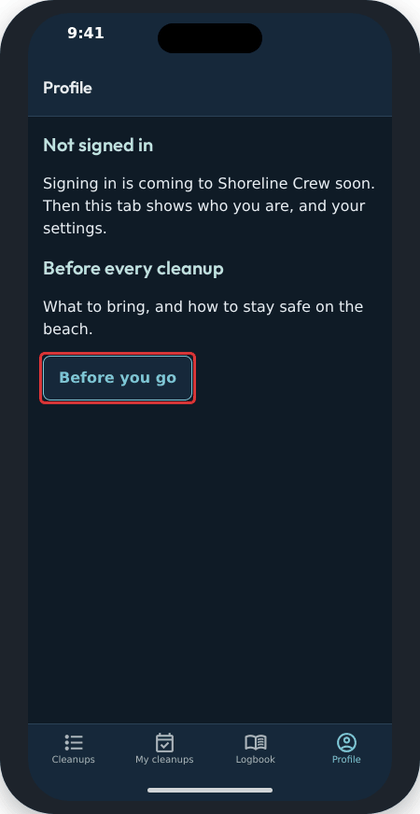 9:41
Profile
Not signed in
Signing in is coming to Shoreline Crew soon.
Then this tab shows who you are, and your
settings.
Before every cleanup
What to bring, and how to stay safe on the
beach.
Before you go
Cleanups
My cleanups
Logbook
Profile